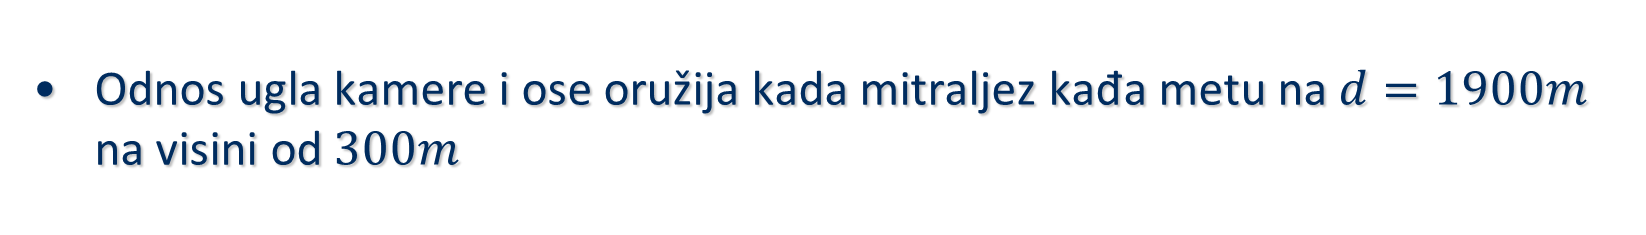 • Odnos ugla kamere i ose oružija kada mitraljez kađa metu na d = 1900m
na visini od 300m